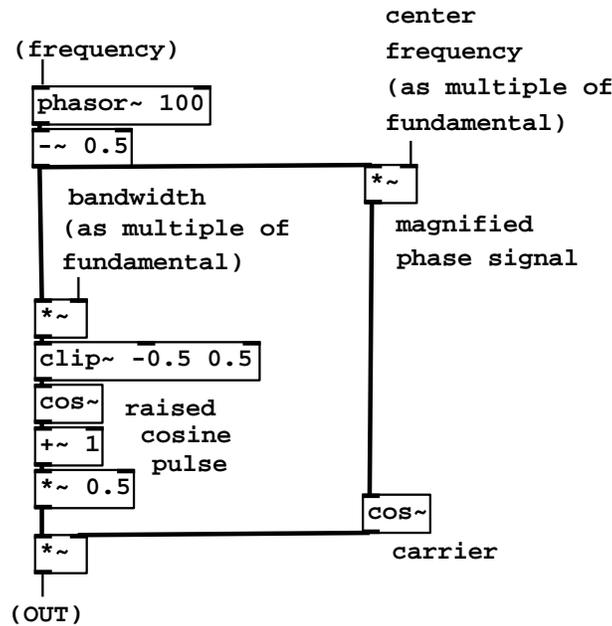 center
(frequency)
frequency
(as multiple of
fundamental)
phasor~ 100
-~ 0.5
*~
bandwidth
(as multiple of
fundamental)
magnified
phase signal
*~
clip~ -0.5 0.5
cos~
raised
cosine
pulse
+~ 1
*~ 0.5
cos~
*~
carrier
(OUT)